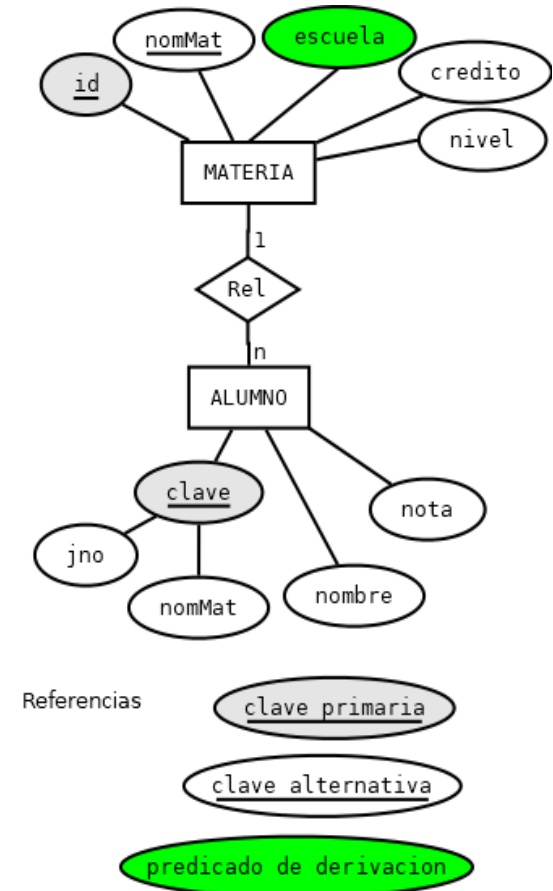 nomMat
escuela
id
credito
nivel
MATERIA
1
Rel
n
ALUMNO
clave
nota
jno
nombre
nomMat
Referencias
clave primaria
clave alternativa
predicado de derivacion